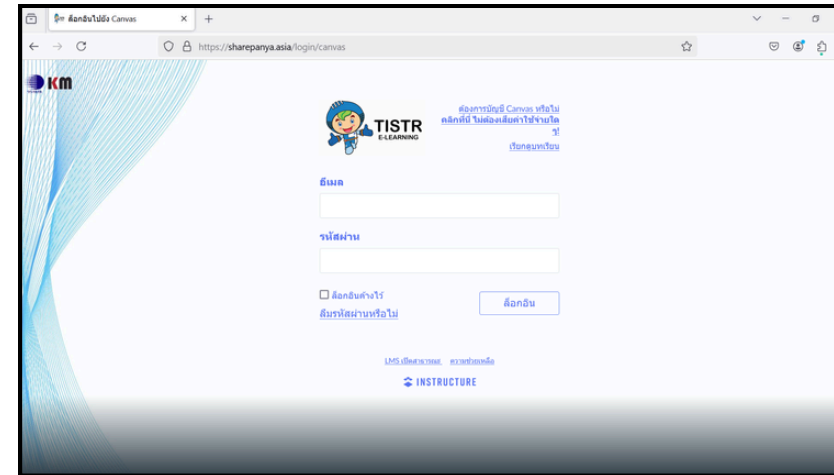 ล็อกอินไปยัง Canvas
https://sharepanya.asia/login/canvas
KM
TISTR
E-LEARNING
ต้องการบัญชี Canvas หรือไม่
คลิกที่นี่ ไม่ต้องเสียค่าใช้จ่ายใด
ๆ!
เรียกดูบทเรียน
อีเมล
รหัสผ่าน
ล็อกอินค้างไว้
ล็อกอิน
ลืมรหัสผ่านหรือไม่
LMS เปิดสาธารณะ ความช่วยเหลือ
INSTRUCTURE